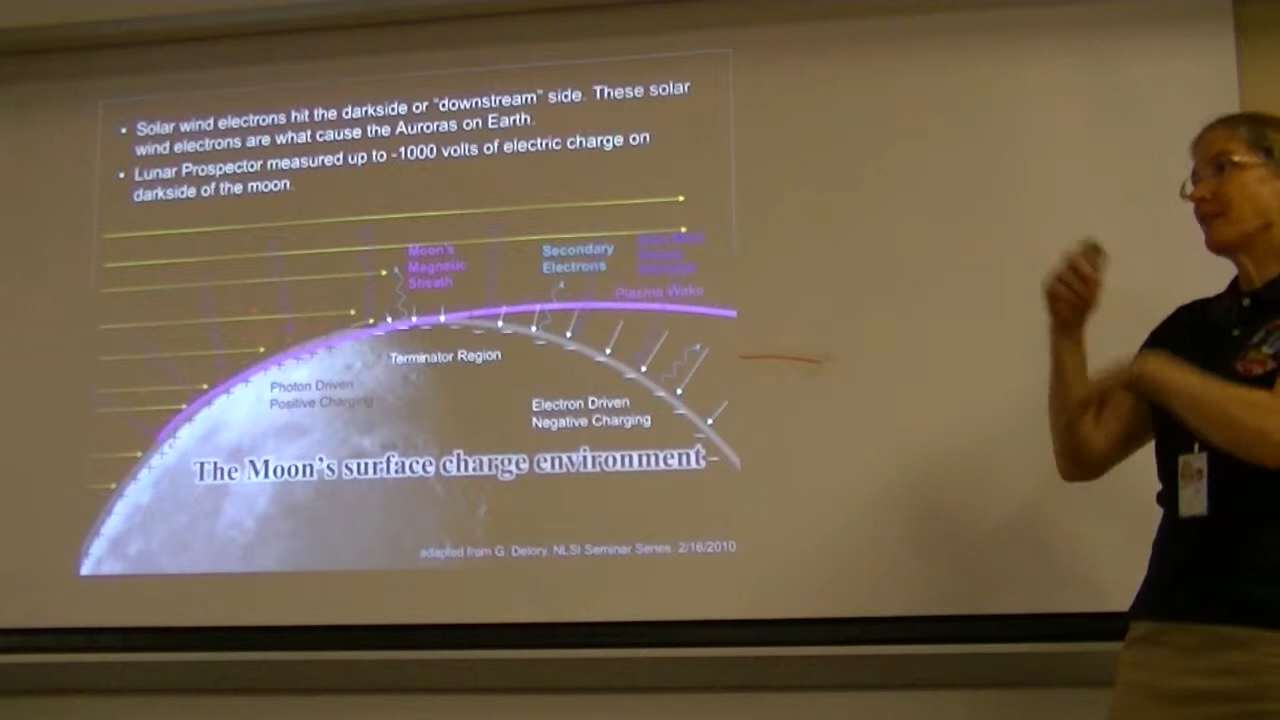 • Solar wind electrons hit the darkside or “downstream” side. These solar
wind electrons are what cause the Auroras on Earth.
• Lunar Prospector measured up to -1000 volts of electric charge on
darkside of the moon.
Moon's
Magnetic
Sheath
Secondary
Electrons
Plasma Wake
Terminator Region
Photon Driven
Positive Charging
Electron Driven
Negative Charging
The Moon's surface charge environment
adapted from G. Delory, NLSI Seminar Series, 2/16/2010